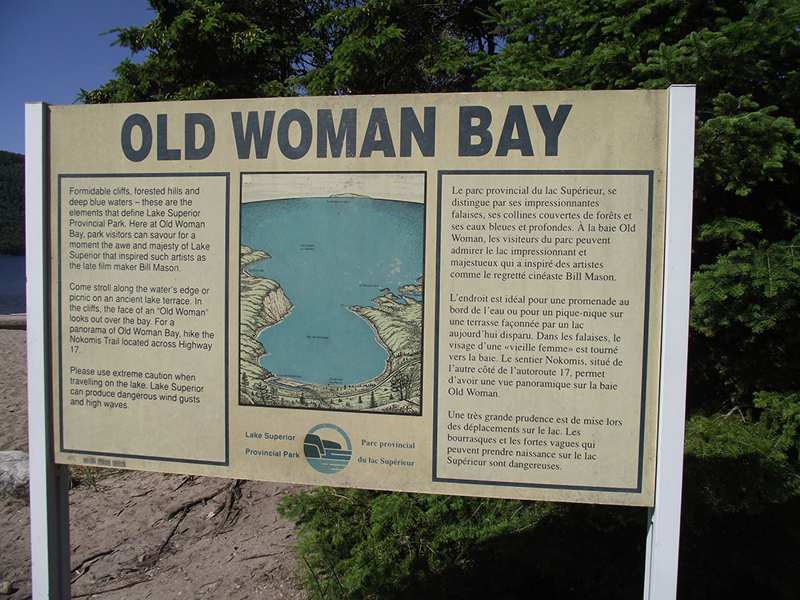 OLD WOMAN BAY
Formidable cliffs, forested hills and
deep blue waters – these are the
elements that define Lake Superior
Provincial Park. Here at Old Woman
Bay, park visitors can savour for a
moment the awe and majesty of Lake
Superior that inspired such artists as
the late film maker Bill Mason.
Come stroll along the water's edge or
picnic on an ancient lake terrace. In
the cliffs, the face of an "Old Woman"
looks out over the bay. For a
panorama of Old Woman Bay, hike the
Nokomis Trail located across Highway
17.
Please use extreme caution when
travelling on the lake. Lake Superior
can produce dangerous wind gusts
and high waves.
Le parc provincial du lac Supérieur, se
distingue par ses impressionnantes
falaises, ses collines couvertes de forêts et
ses eaux bleues et profondes. À la baie Old
Woman, les visiteurs du parc peuvent
admirer le lac impressionnant et
majestueux qui a inspiré des artistes
comme le regretté cinéaste Bill Mason.
L'endroit est idéal pour une promenade au
bord de l'eau ou pour un pique-nique sur
une terrasse façonnée par un lac
aujourd'hui disparu. Dans les falaises, le
visage d'une «vieille femme» est tourné
vers la baie. Le sentier Nokomis, situé de
l'autre côté de l'autoroute 17, permet
d'avoir une vue panoramique sur la baie
Old Woman.
Une très grande prudence est de mise lors
des déplacements sur le lac. Les
bourrasques et les fortes vagues qui
peuvent prendre naissance sur le lac
Supérieur sont dangereuses.
Lake Superior
Provincial Park
Parc provincial
du lac Supérieur